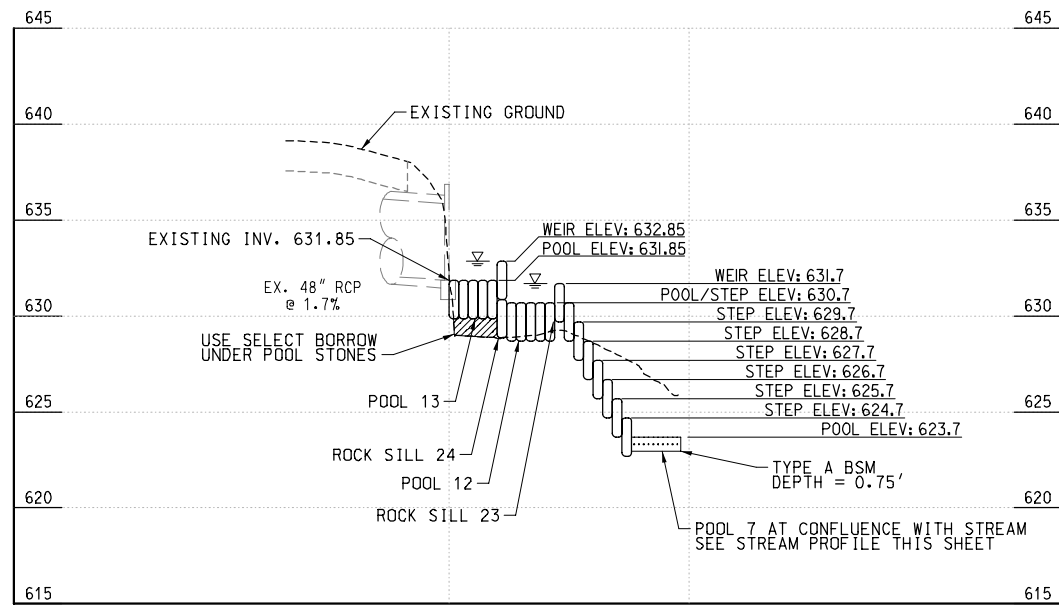 645
645
640
EXISTING GROUND
640
635
635
WEIR ELEV: 632.85
EXISTING INV. 631.85
POOL ELEV: 631.85
WEIR ELEV: 631.7
EX. 48" RCP
@ 1.7%
POOL/STEP ELEV: 630.7
630
630
STEP ELEV: 629.7
USE SELECT BORROW
UNDER POOL STONES
STEP ELEV: 628.7
STEP ELEV: 627.7
STEP ELEV: 626.7
POOL 13
STEP ELEV: 625.7
625
625
STEP ELEV: 624.7
POOL ELEV: 623.7
ROCK SILL 24
TYPE A BSM
DEPTH = 0.75'
POOL 12
620
620
ROCK SILL 23
POOL 7 AT CONFLUENCE WITH STREAM
SEE STREAM PROFILE THIS SHEET
615
615